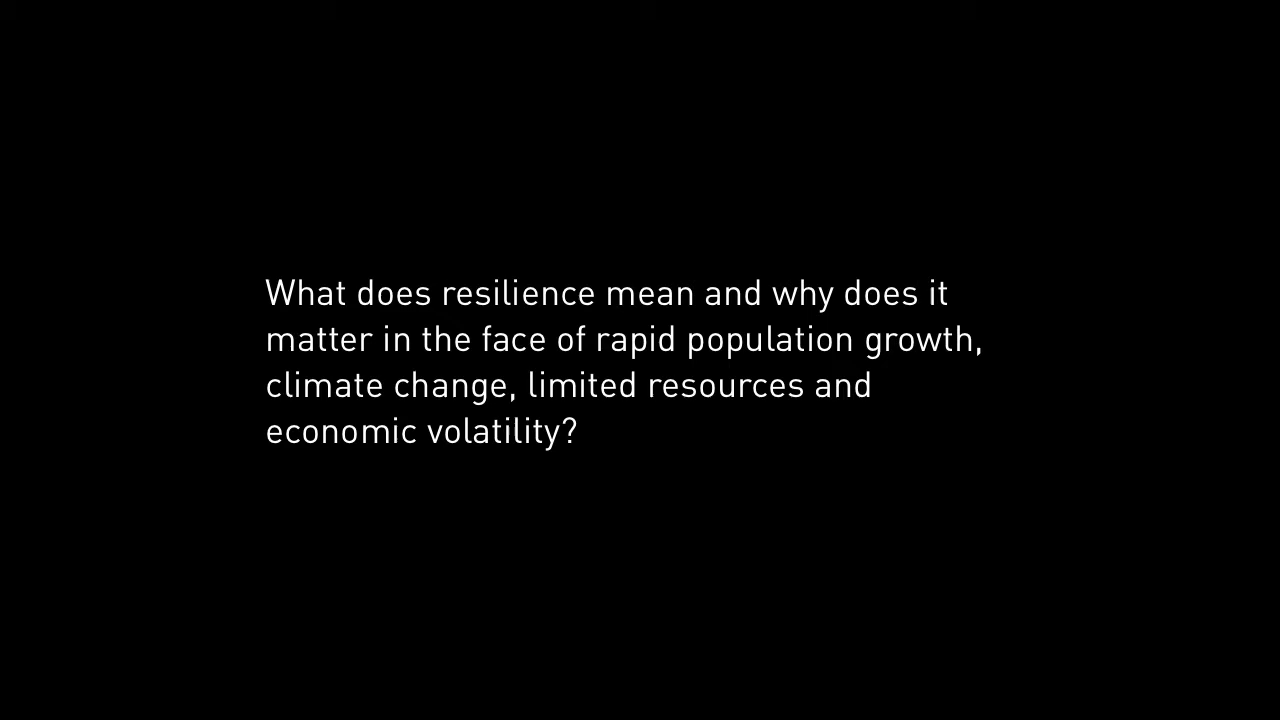 What does resilience mean and why does it
matter in the face of rapid population growth,
climate change, limited resources and
economic volatility?